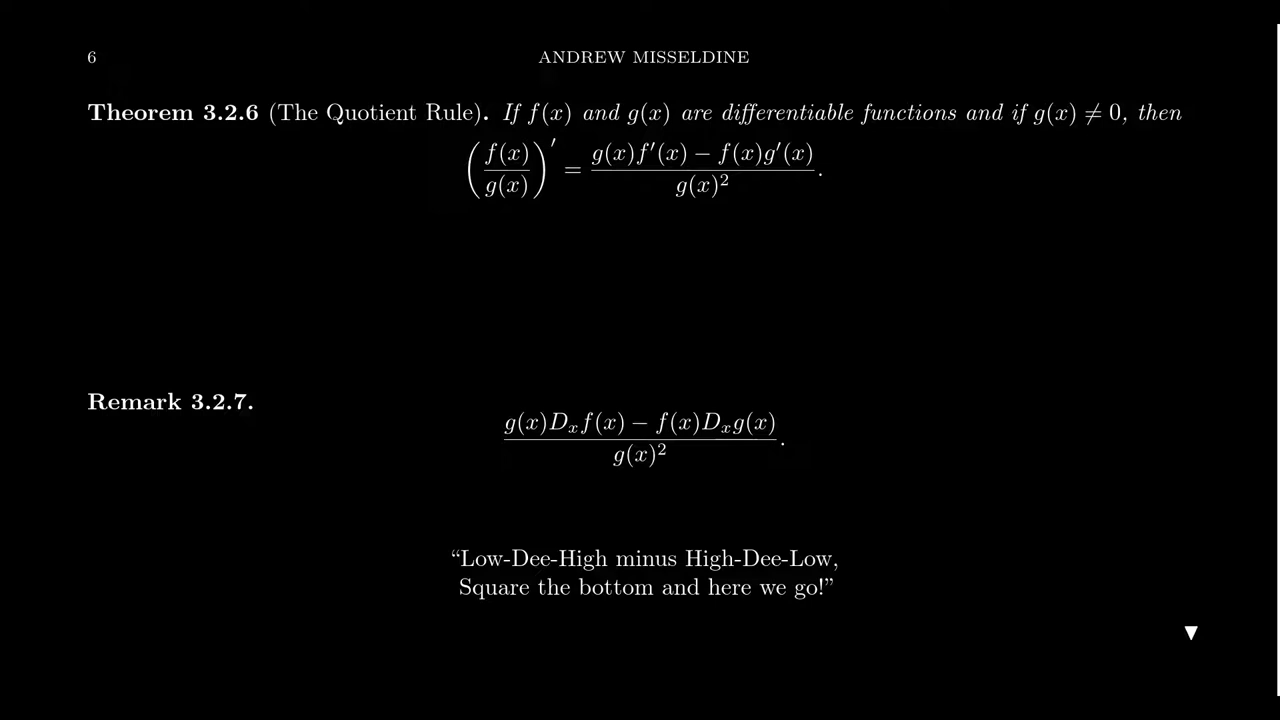 6 ANDREW MISSELDINE
Theorem 3.2.6 (The Quotient Rule). If f(x) and g(x) are differentiable functions and if g(x) ≠ 0, then
(f(x)/g(x))′ = (g(x)f′(x) − f(x)g′(x))/g(x)².
Remark 3.2.7.
(g(x)Dₓf(x) − f(x)Dₓg(x))/g(x)².
“Low-Dee-High minus High-Dee-Low,
Square the bottom and here we go!”